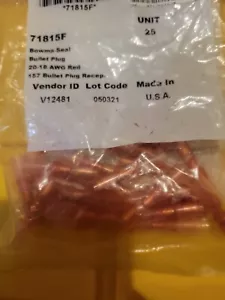 "71815F"
UNIT
71815F
25
Bowma Seal
Bullet Plug
20-18 AWG Red
157 Bullet Plug Recep.
Vendor ID Lot Code Made In
V12481 050321 U.S.A.